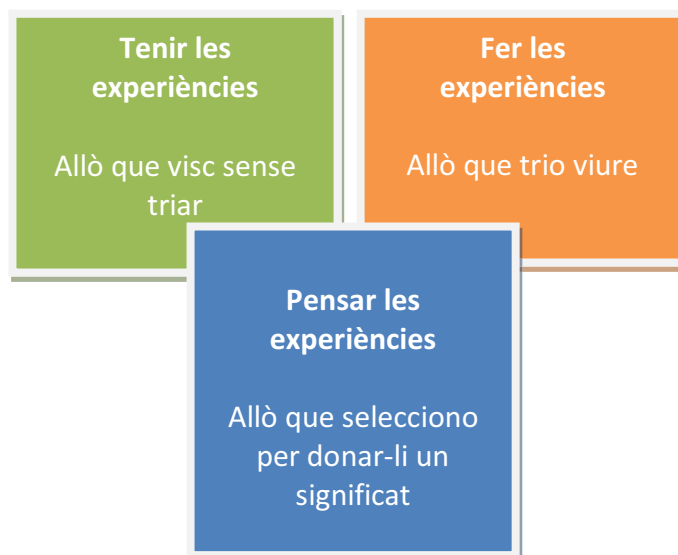 Tenir les
experiències
Allò que visc sense
triar
Fer les
experiències
Allò que trio viure
Pensar les
experiències
Allò que selecciono
per donar-li un
significat